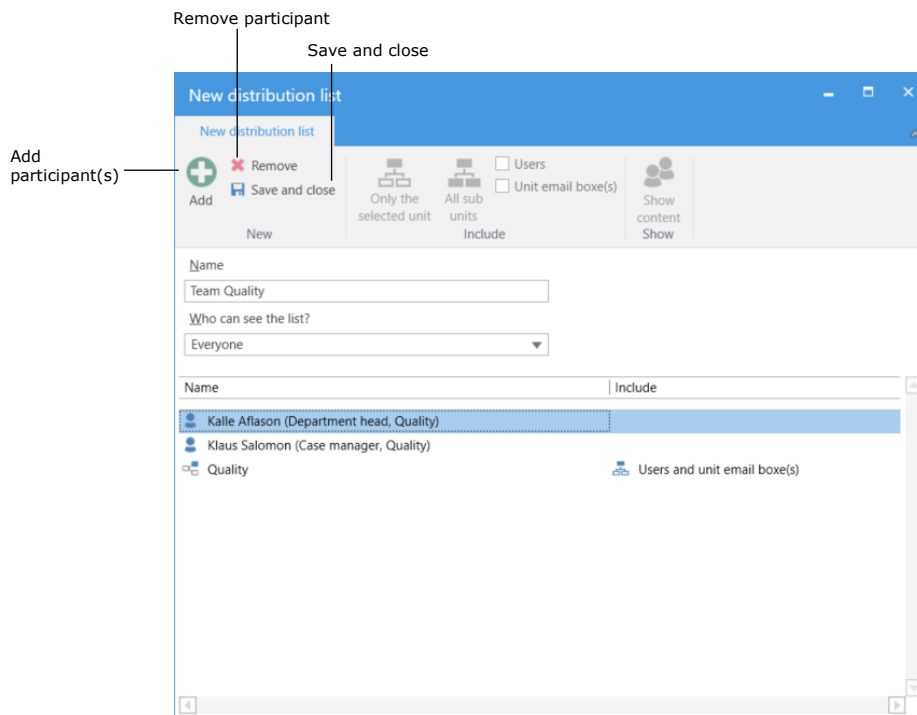 Remove participant
Save and close
Add
participant(s)
New distribution list
New distribution list
Add
Remove
Save and close
New
Only the
selected unit
All sub
units
Users
Unit email boxe(s)
Include
Show
content
Show
Name
Team Quality
Who can see the list?
Everyone
Name Include
Kalle Aflason (Department head, Quality)
Klaus Salomon (Case manager, Quality)
Quality Users and unit email boxe(s)